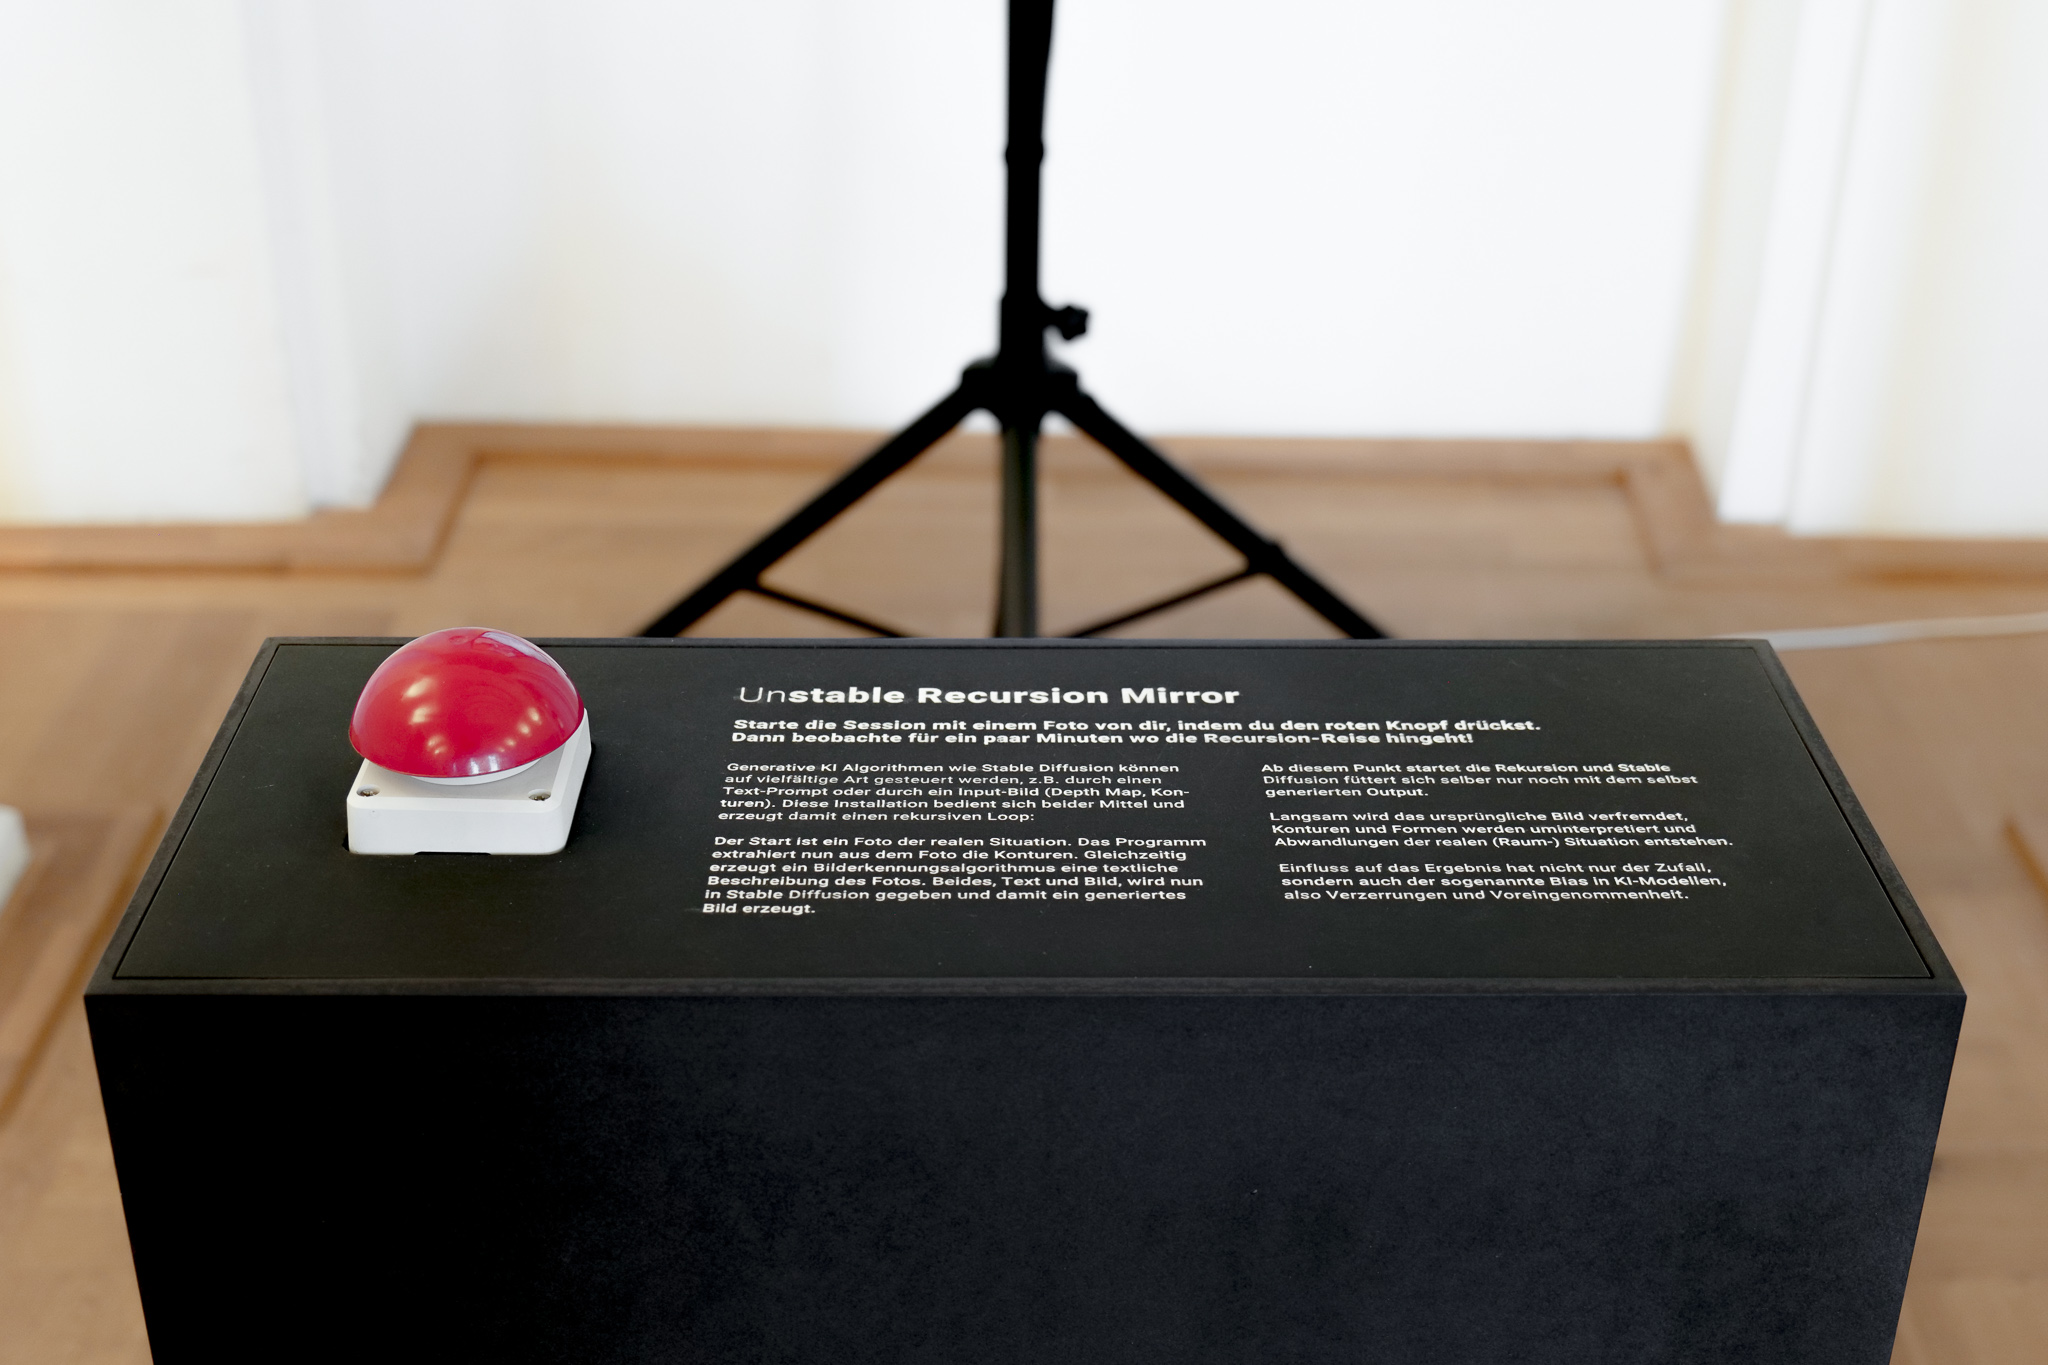 Unstable Recursion Mirror
Starte die Session mit einem Foto von dir, indem du den roten Knopf drückst.
Dann beobachte für ein paar Minuten wo die Recursion-Reise hingeht!
Generative KI Algorithmen wie Stable Diffusion können
auf vielfältige Art gesteuert werden, z.B. durch einen
Text-Prompt oder durch ein Input-Bild (Depth Map, Kon-
turen). Diese Installation bedient sich beider Mittel und
erzeugt damit einen rekursiven Loop:
Der Start ist ein Foto der realen Situation. Das Programm
extrahiert nun aus dem Foto die Konturen. Gleichzeitig
erzeugt ein Bilderkennungsalgorithmus eine textliche
Beschreibung des Fotos. Beides, Text und Bild, wird nun
in Stable Diffusion gegeben und damit ein generiertes
Bild erzeugt.
Ab diesem Punkt startet die Rekursion und Stable
Diffusion füttert sich selber nur noch mit dem selbst
generierten Output.
Langsam wird das ursprüngliche Bild verfremdet,
Konturen und Formen werden uminterpretiert und
Abwandlungen der realen (Raum-) Situation entstehen.
Einfluss auf das Ergebnis hat nicht nur der Zufall,
sondern auch der sogenannte Bias in KI-Modellen,
also Verzerrungen und Voreingenommenheit.